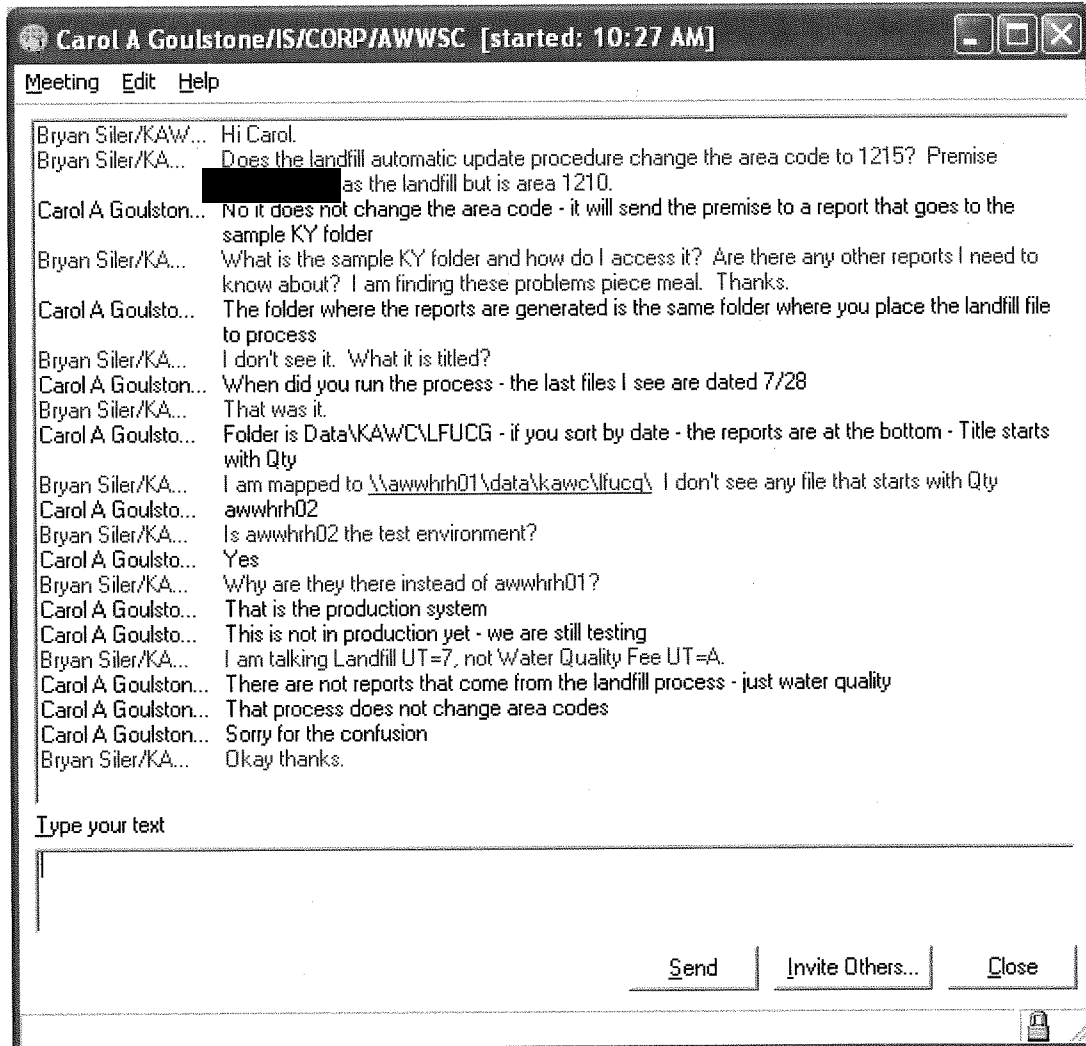 Carol A Goulstone/IS/CORP/AWWSC [started: 10:27 AM]
Meeting Edit Help
Bryan Siler/KAW... Hi Carol.
Bryan Siler/KA... Does the landfill automatic update procedure change the area code to 1215? Premise
as the landfill but is area 1210.
Carol A Goulston... No it does not change the area code - it will send the premise to a report that goes to the
sample KY folder
Bryan Siler/KA... What is the sample KY folder and how do I access it? Are there any other reports I need to
know about? I am finding these problems piece meal. Thanks.
Carol A Goulsto... The folder where the reports are generated is the same folder where you place the landfill file
to process
Bryan Siler/KA... I don't see it. What it is titled?
Carol A Goulston... When did you run the process - the last files I see are dated 7/28
Bryan Siler/KA... That was it.
Carol A Goulsto... Folder is Data\KAWC\LFUCG - if you sort by date - the reports are at the bottom - Title starts
with Qty
Bryan Siler/KA... I am mapped to \\awwhrh01\data\kawc\lfucg\ I don't see any file that starts with Qty
Carol A Goulsto... awwhrh02
Bryan Siler/KA... Is awwhrh02 the test environment?
Carol A Goulsto... Yes
Bryan Siler/KA... Why are they there instead of awwhrh01?
Carol A Goulsto... That is the production system
Carol A Goulsto... This is not in production yet - we are still testing
Bryan Siler/KA... I am talking Landfill UT=7, not Water Quality Fee UT=A.
Carol A Goulston... There are not reports that come from the landfill process - just water quality
Carol A Goulston... That process does not change area codes
Carol A Goulston... Sorry for the confusion
Bryan Siler/KA... Okay thanks.
Type your text
Send Invite Others... Close